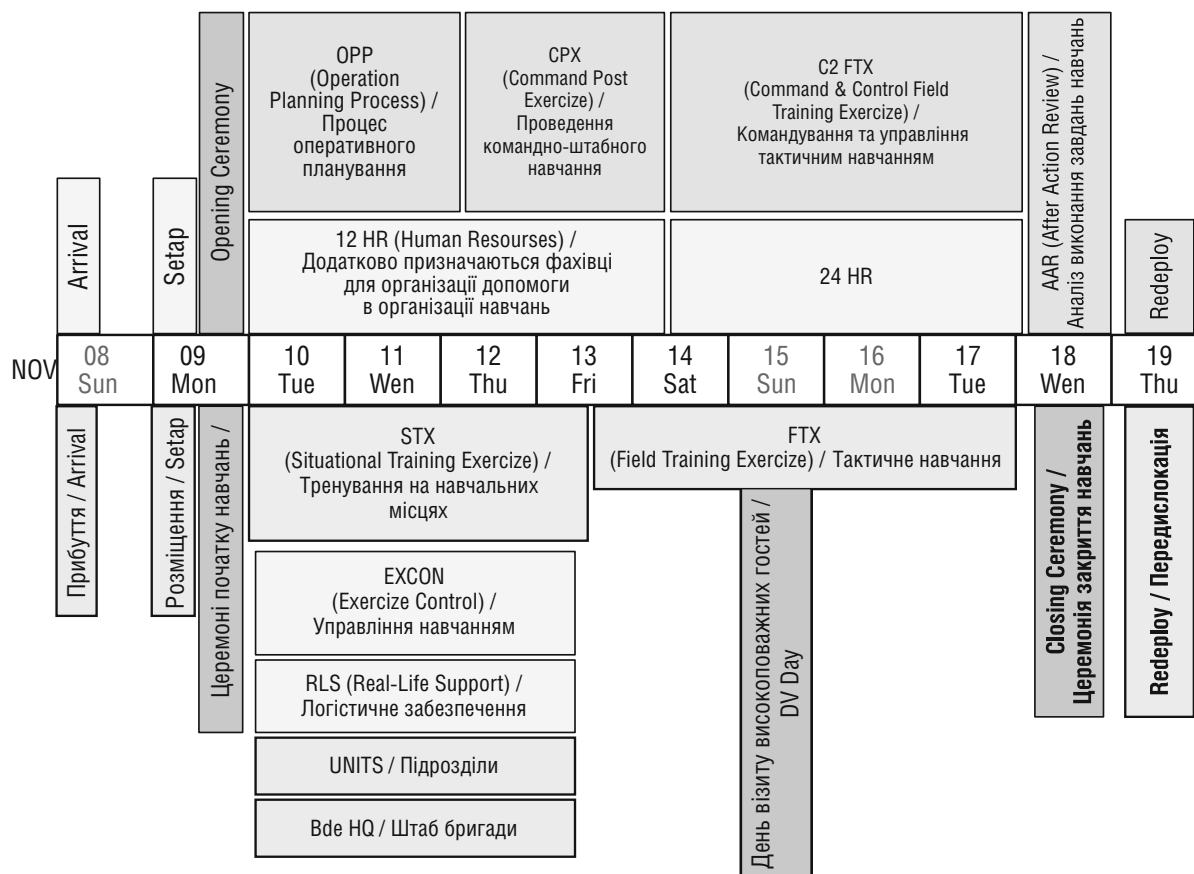 OPP
(Operation
Planning Process) /
Процес
оперативного
планування
CPX
(Command Post
Exercize) /
Проведення
командно-штабного
навчання
C2 FTX
(Command & Control Field
Training Exercize) /
Командування та управління
тактичним навчанням
Arrival
Setap
Opening Ceremony
12 HR (Human Resourses) /
Додатково призначаються фахівці
для організації допомоги
в організації навчань
24 HR
AAR (After Action Review) /
Аналіз виконання завдань навчань
Redeploy
NOV
08
Sun
09
Mon
10
Tue
11
Wen
12
Thu
13
Fri
14
Sat
15
Sun
16
Mon
17
Tue
18
Wen
19
Thu
Прибуття / Arrival
Розміщення / Setap
Церемоні початку навчань /
STX
(Situational Training Exercize) /
Тренування на навчальних
місцях
FTX
(Field Training Exercize) / Тактичне навчання
EXCON
(Exercize Control) /
Управління навчанням
RLS (Real-Life Support) /
Логістичне забезпечення
UNITS / Підрозділи
Bde HQ / Штаб бригади
День візиту високоповажних гостей /
DV Day
Closing Ceremony /
Церемонія закриття навчань
Redeploy / Передислокація